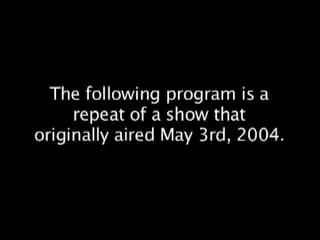 The following program is a
repeat of a show that
originally aired May 3rd, 2004.